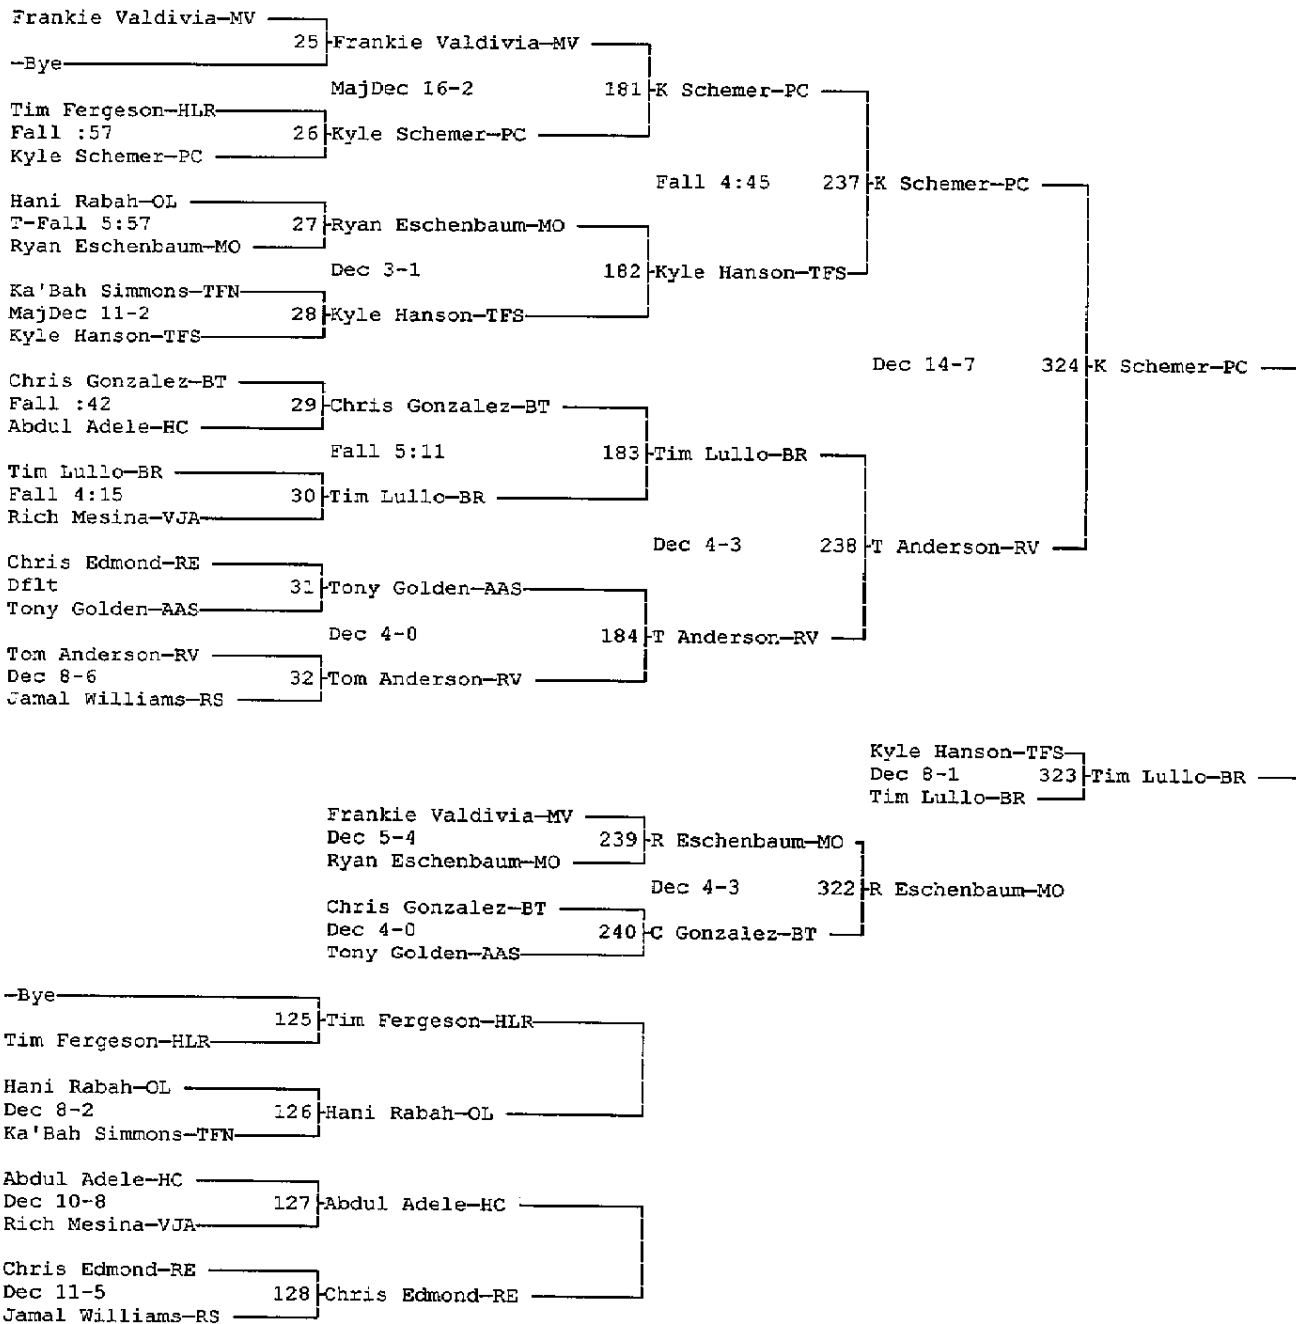 Frankie Valdivia-MV
25 Frankie Valdivia-MV
-Bye
MajDec 16-2 181 K Schemer-PC
Tim Fergeson-HLR
Fall :57 26 Kyle Schemer-PC
Kyle Schemer-PC
Fall 4:45 237 K Schemer-PC
Hani Rabah-OL
T-Fall 5:57 27 Ryan Eschenbaum-MO
Ryan Eschenbaum-MO
Dec 3-1 182 Kyle Hanson-TFS
Ka'Bah Simmons-TFN
MajDec 11-2 28 Kyle Hanson-TFS
Kyle Hanson-TFS
Dec 14-7 324 K Schemer-PC
Chris Gonzalez-BT
Fall :42 29 Chris Gonzalez-BT
Abdul Adele-HC
Fall 5:11 183 Tim Lullo-BR
Tim Lullo-BR
Fall 4:15 30 Tim Lullo-BR
Rich Mesina-VJA
Dec 4-3 238 T Anderson-RV
Chris Edmond-RE
Dflt 31 Tony Golden-AAS
Tony Golden-AAS
Dec 4-0 184 T Anderson-RV
Tom Anderson-RV
Dec 8-6 32 Tom Anderson-RV
Jamal Williams-RS
Kyle Hanson-TFS
Dec 8-1 323 Tim Lullo-BR
Tim Lullo-BR
Frankie Valdivia-MV
Dec 5-4 239 R Eschenbaum-MO
Ryan Eschenbaum-MO
Dec 4-3 322 R Eschenbaum-MO
Chris Gonzalez-BT
Dec 4-0 240 C Gonzalez-BT
Tony Golden-AAS
-Bye
125 Tim Fergeson-HLR
Tim Fergeson-HLR
Hani Rabah-OL
Dec 8-2 126 Hani Rabah-OL
Ka'Bah Simmons-TFN
Abdul Adele-HC
Dec 10-8 127 Abdul Adele-HC
Rich Mesina-VJA
Chris Edmond-RE
Dec 11-5 128 Chris Edmond-RE
Jamal Williams-RS